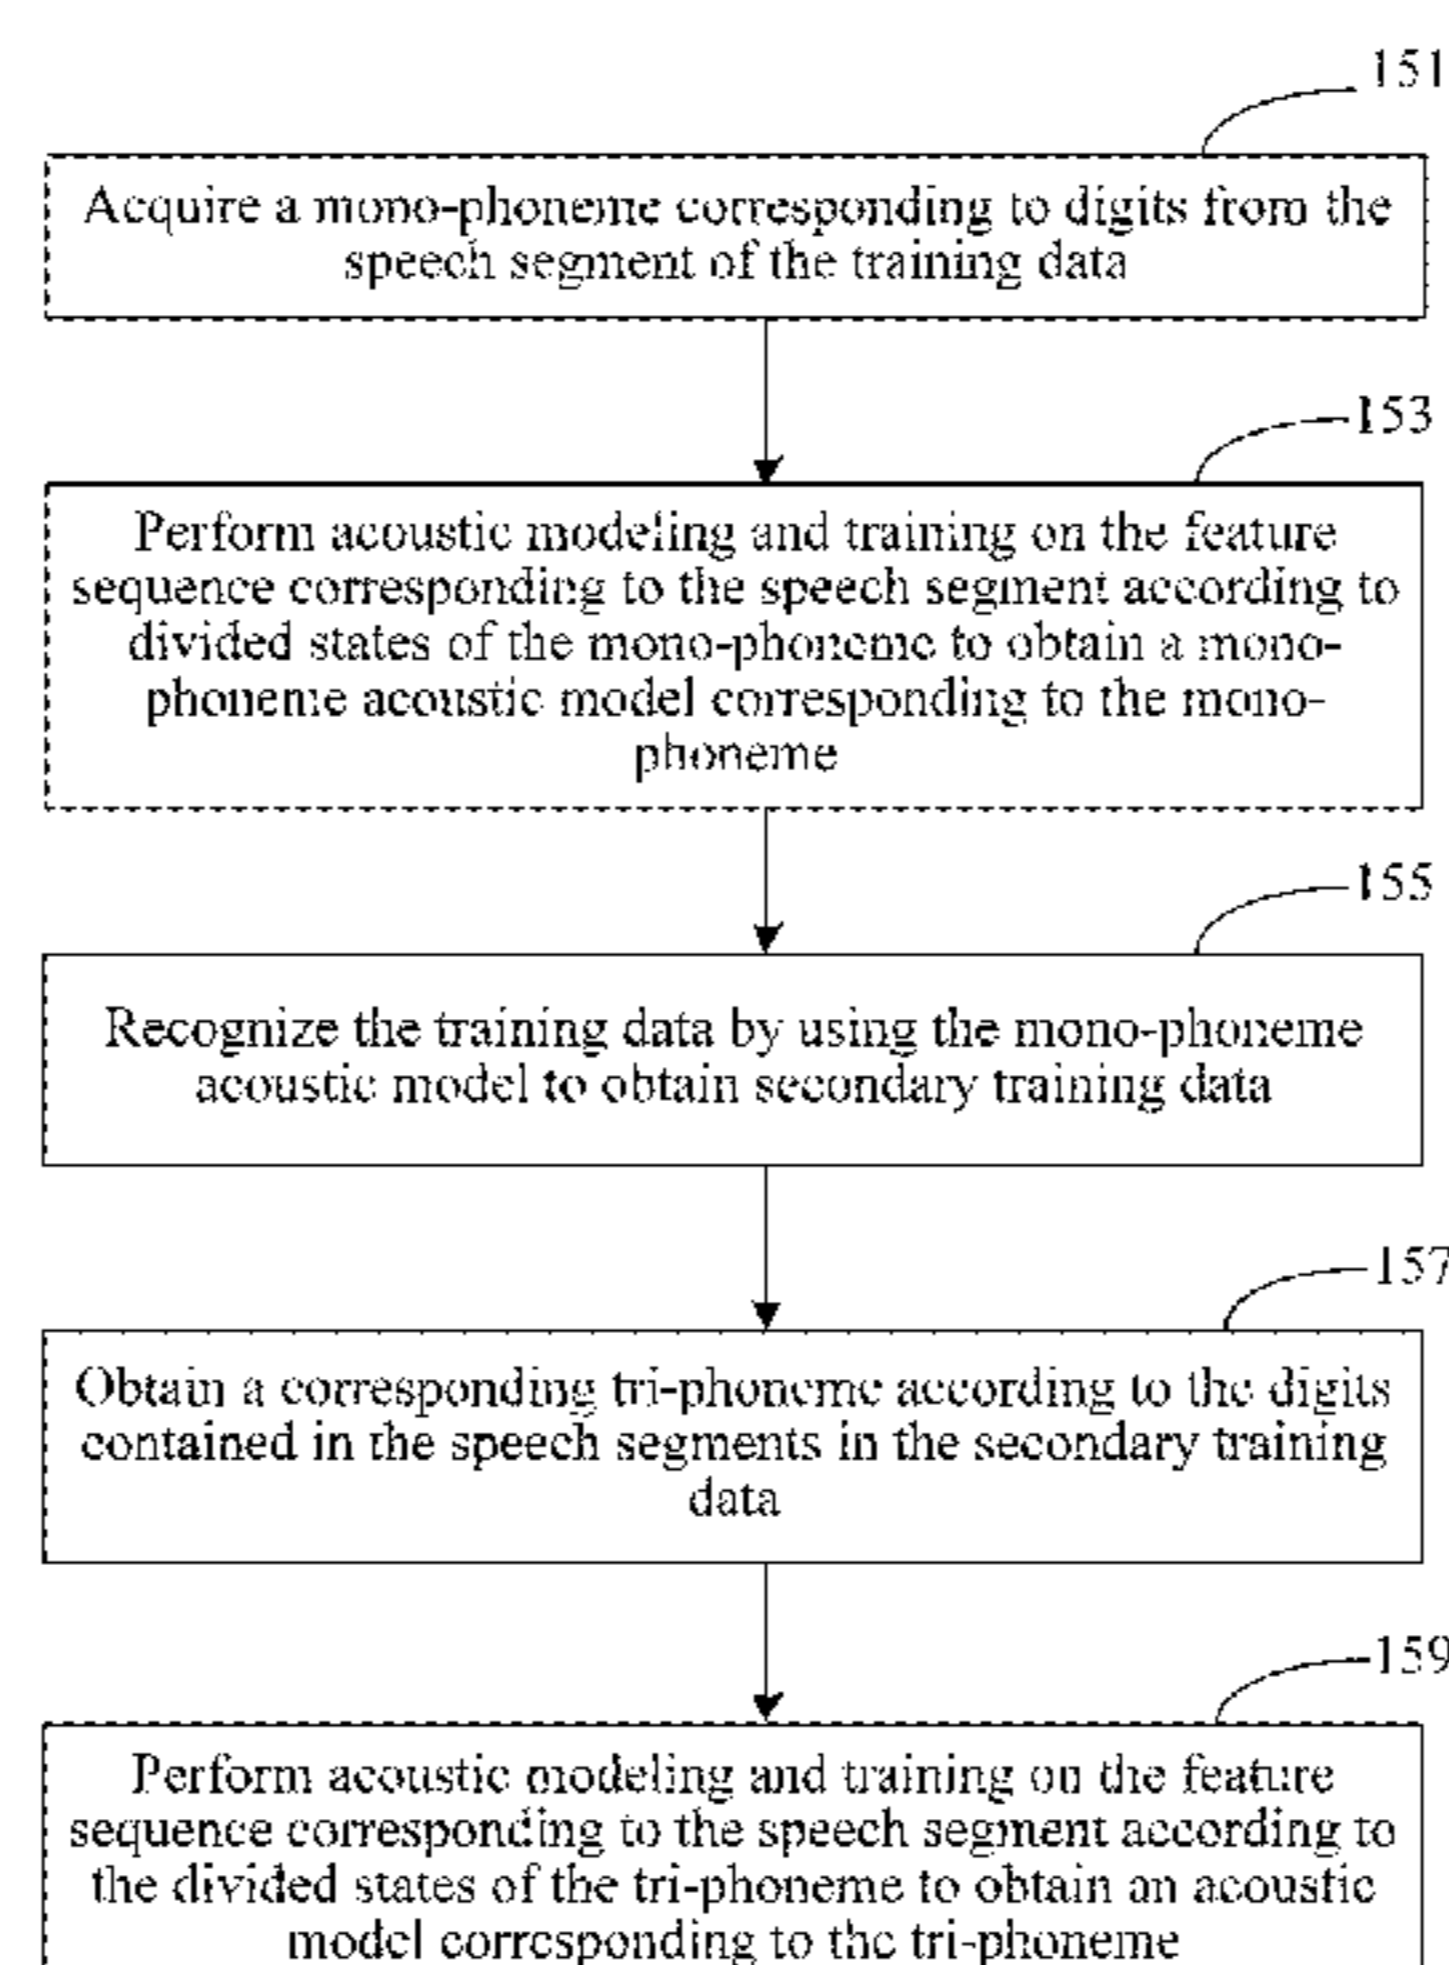 151
Acquire a mono-phoneme corresponding to digits from the
speech segment of the training data
153
Perform acoustic modeling and training on the feature
sequence corresponding to the speech segment according to
divided states of the mono-phoneme to obtain a mono-
phoneme acoustic model corresponding to the mono-
phoneme
155
Recognize the training data by using the mono-phoneme
acoustic model to obtain secondary training data
157
Obtain a corresponding tri-phoneme according to the digits
contained in the speech segments in the secondary training
data
159
Perform acoustic modeling and training on the feature
sequence corresponding to the speech segment according to
the divided states of the tri-phoneme to obtain an acoustic
model corresponding to the tri-phoneme